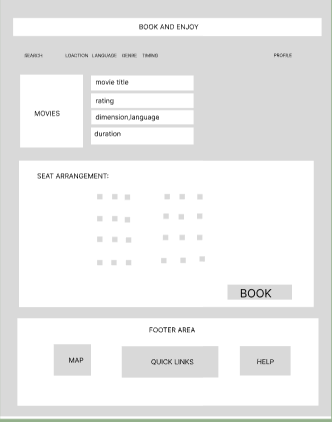 BOOK AND ENJOY
SEARCH LOACTION LANGUAGE GENRE TIMING PROFILE
MOVIES
movie title
rating
dimension,language
duration
SEAT ARRANGEMENT:
BOOK
FOOTER AREA
MAP QUICK LINKS HELP